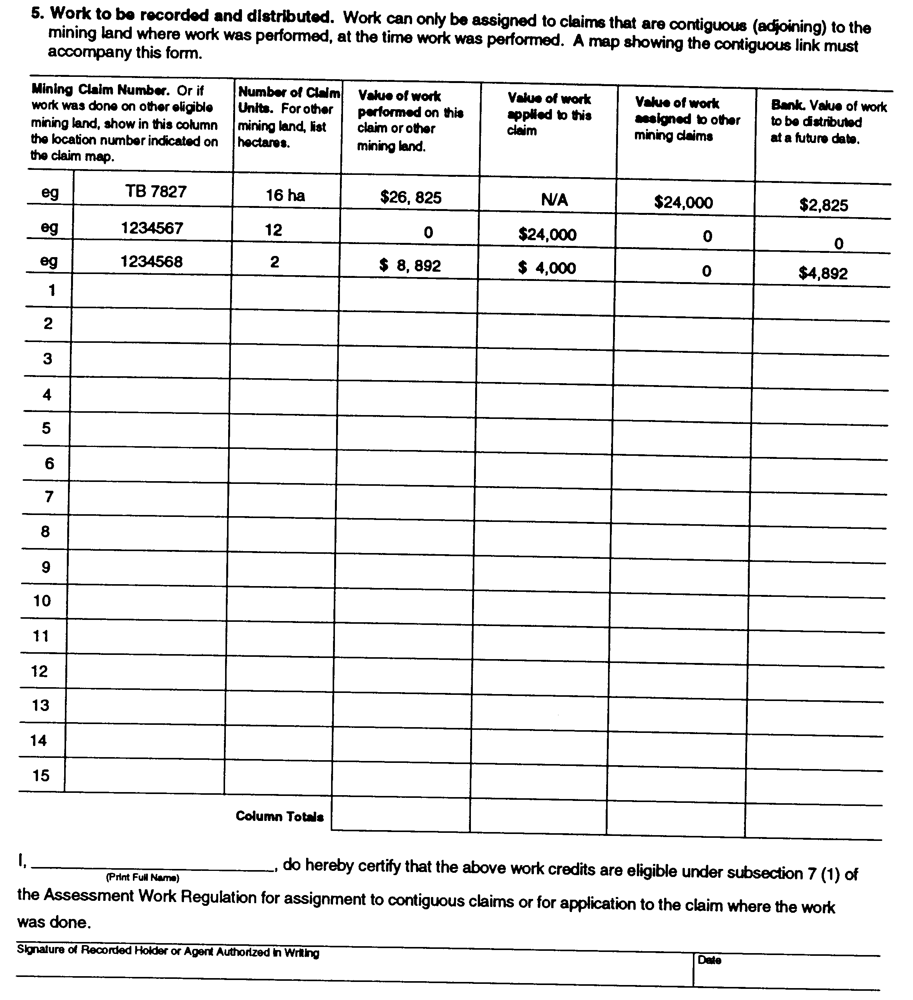 5. Work to be recorded and distributed. Work can only be assigned to claims that are contiguous (adjoining) to the
mining land where work was performed, at the time work was performed. A map showing the contiguous link must
accompany this form.
Mining Claim Number. Or if
work was done on other eligible
mining land, show in this column
the location number indicated on
the claim map.
Number of Claim
Units. For other
mining land, list
hectares.
Value of work
performed on this
claim or other
mining land.
Value of work
applied to this
claim
Value of work
assigned to other
mining claims
Bank. Value of work
to be distributed
at a future date.
eg TB 7827 16 ha $26, 825 N/A $24,000 $2,825
eg 1234567 12 0 $24,000 0 0
eg 1234568 2 $ 8, 892 $ 4,000 0 $4,892
1
2
3
4
5
6
7
8
9
10
11
12
13
14
15
Column Totals
I, ____________________, do hereby certify that the above work credits are eligible under subsection 7 (1) of
(Print Full Name)
the Assessment Work Regulation for assignment to contiguous claims or for application to the claim where the work
was done.
Signature of Recorded Holder or Agent Authorized in Writing
Date